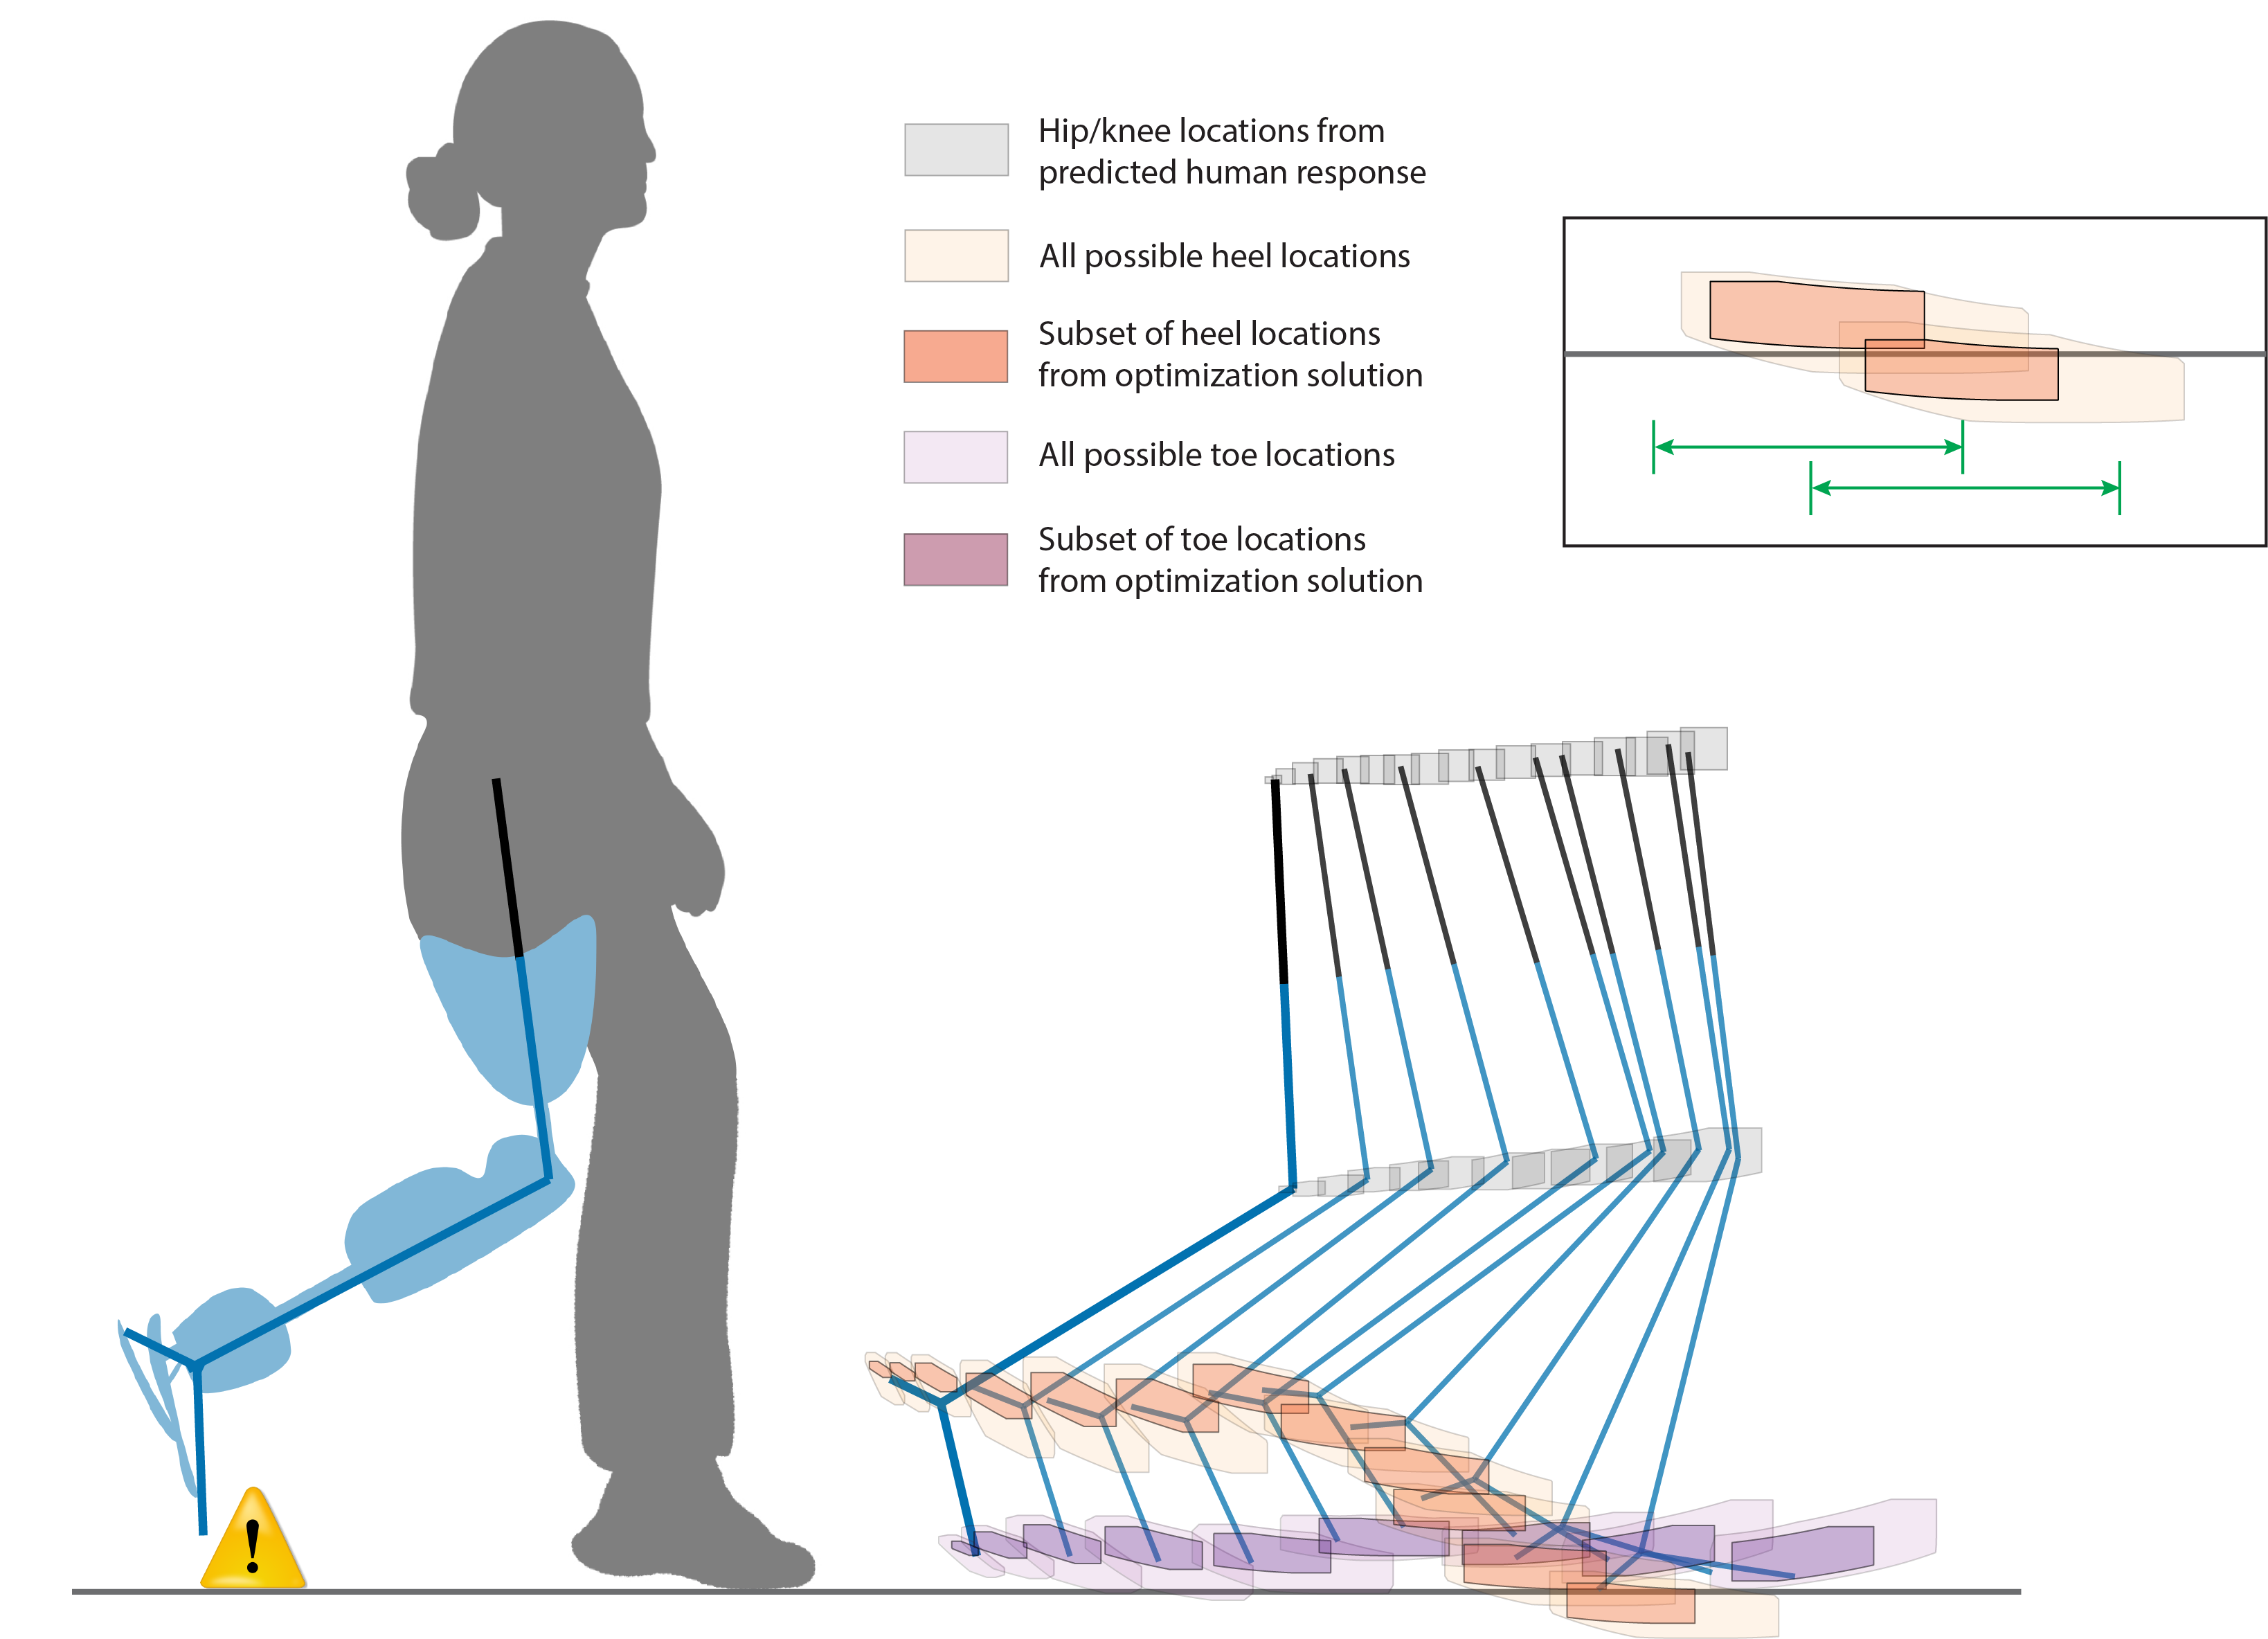 Hip/knee locations from
predicted human response
All possible heel locations
Subset of heel locations
from optimization solution
All possible toe locations
Subset of toe locations
from optimization solution
!